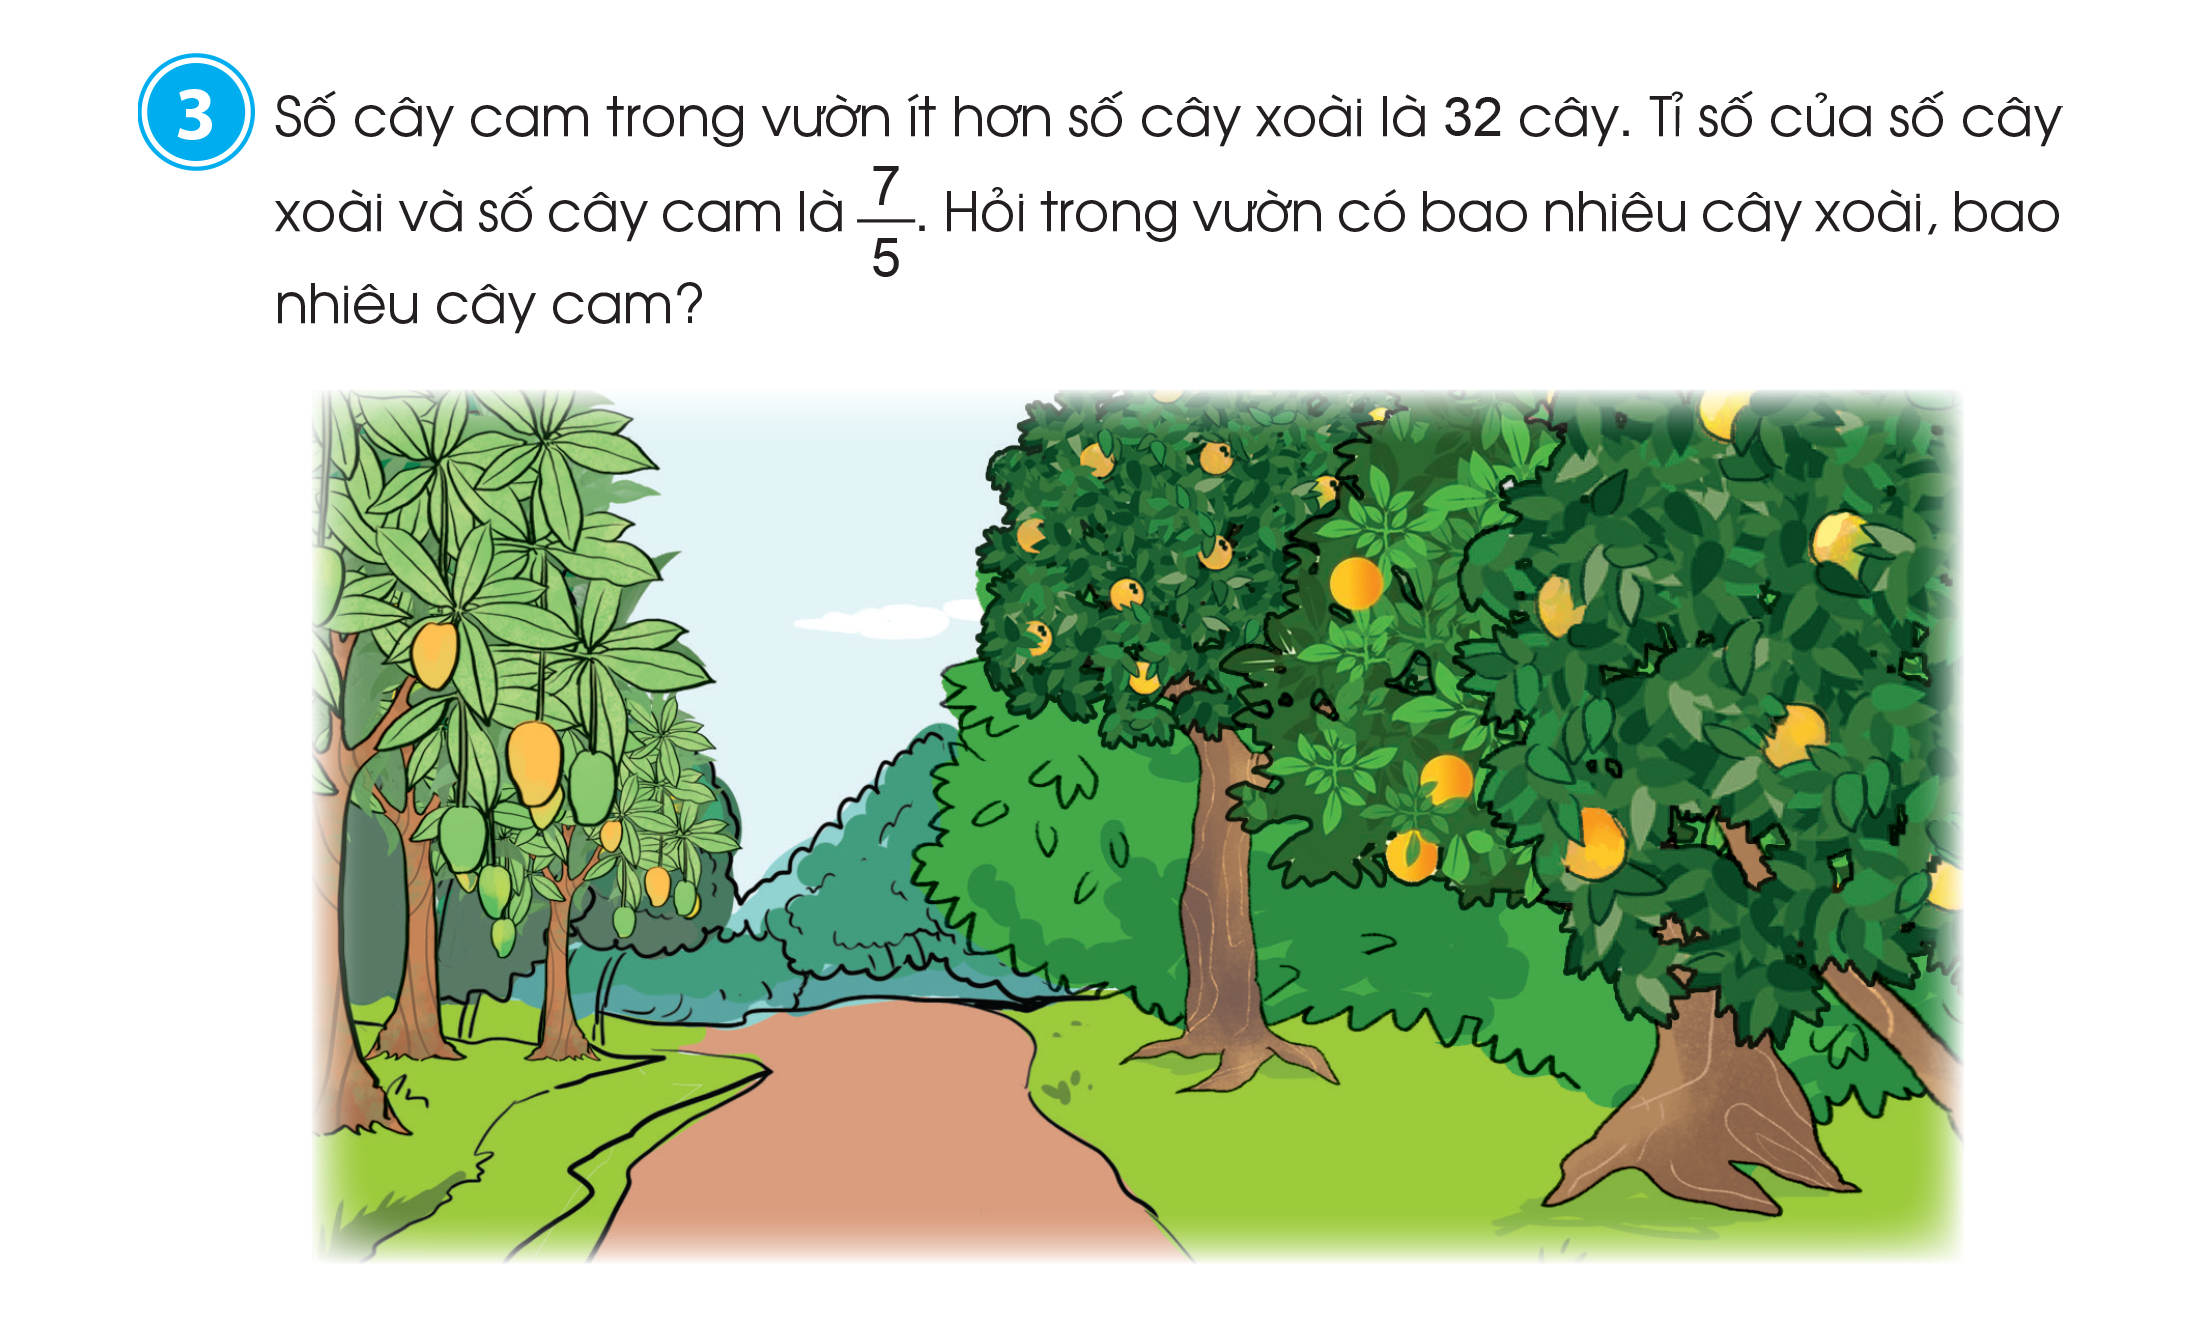 3 Số cây cam trong vườn ít hơn số cây xoài là 32 cây. Tỉ số của số cây
xoài và số cây cam là 7/5. Hỏi trong vườn có bao nhiêu cây xoài, bao
nhiêu cây cam?